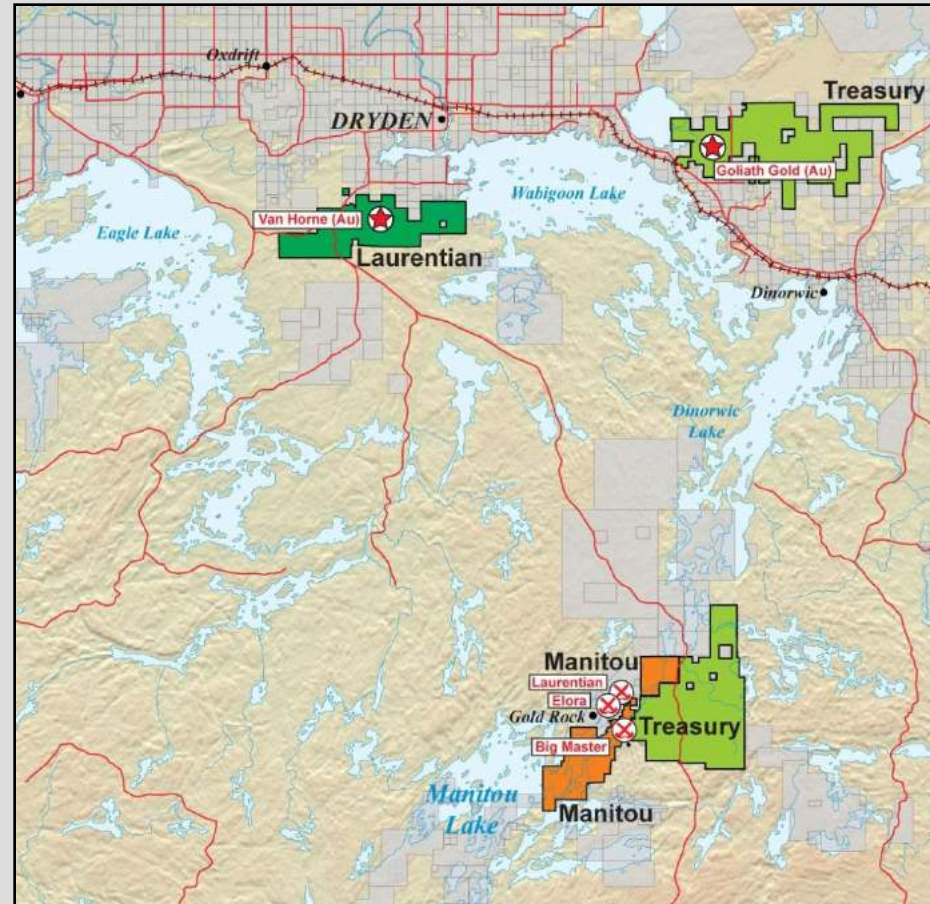 Oxdrift
Treasury
DRYDEN
Goliath Gold (Au)
Wabigoon Lake
Van Horne (Au)
Eagle Lake
Laurentian
Dinorwic
Dinorwic
Lake
Manitou
Laurentian
Elora
Gold Rock
Treasury
Big Master
Manitou
Lake
Manitou